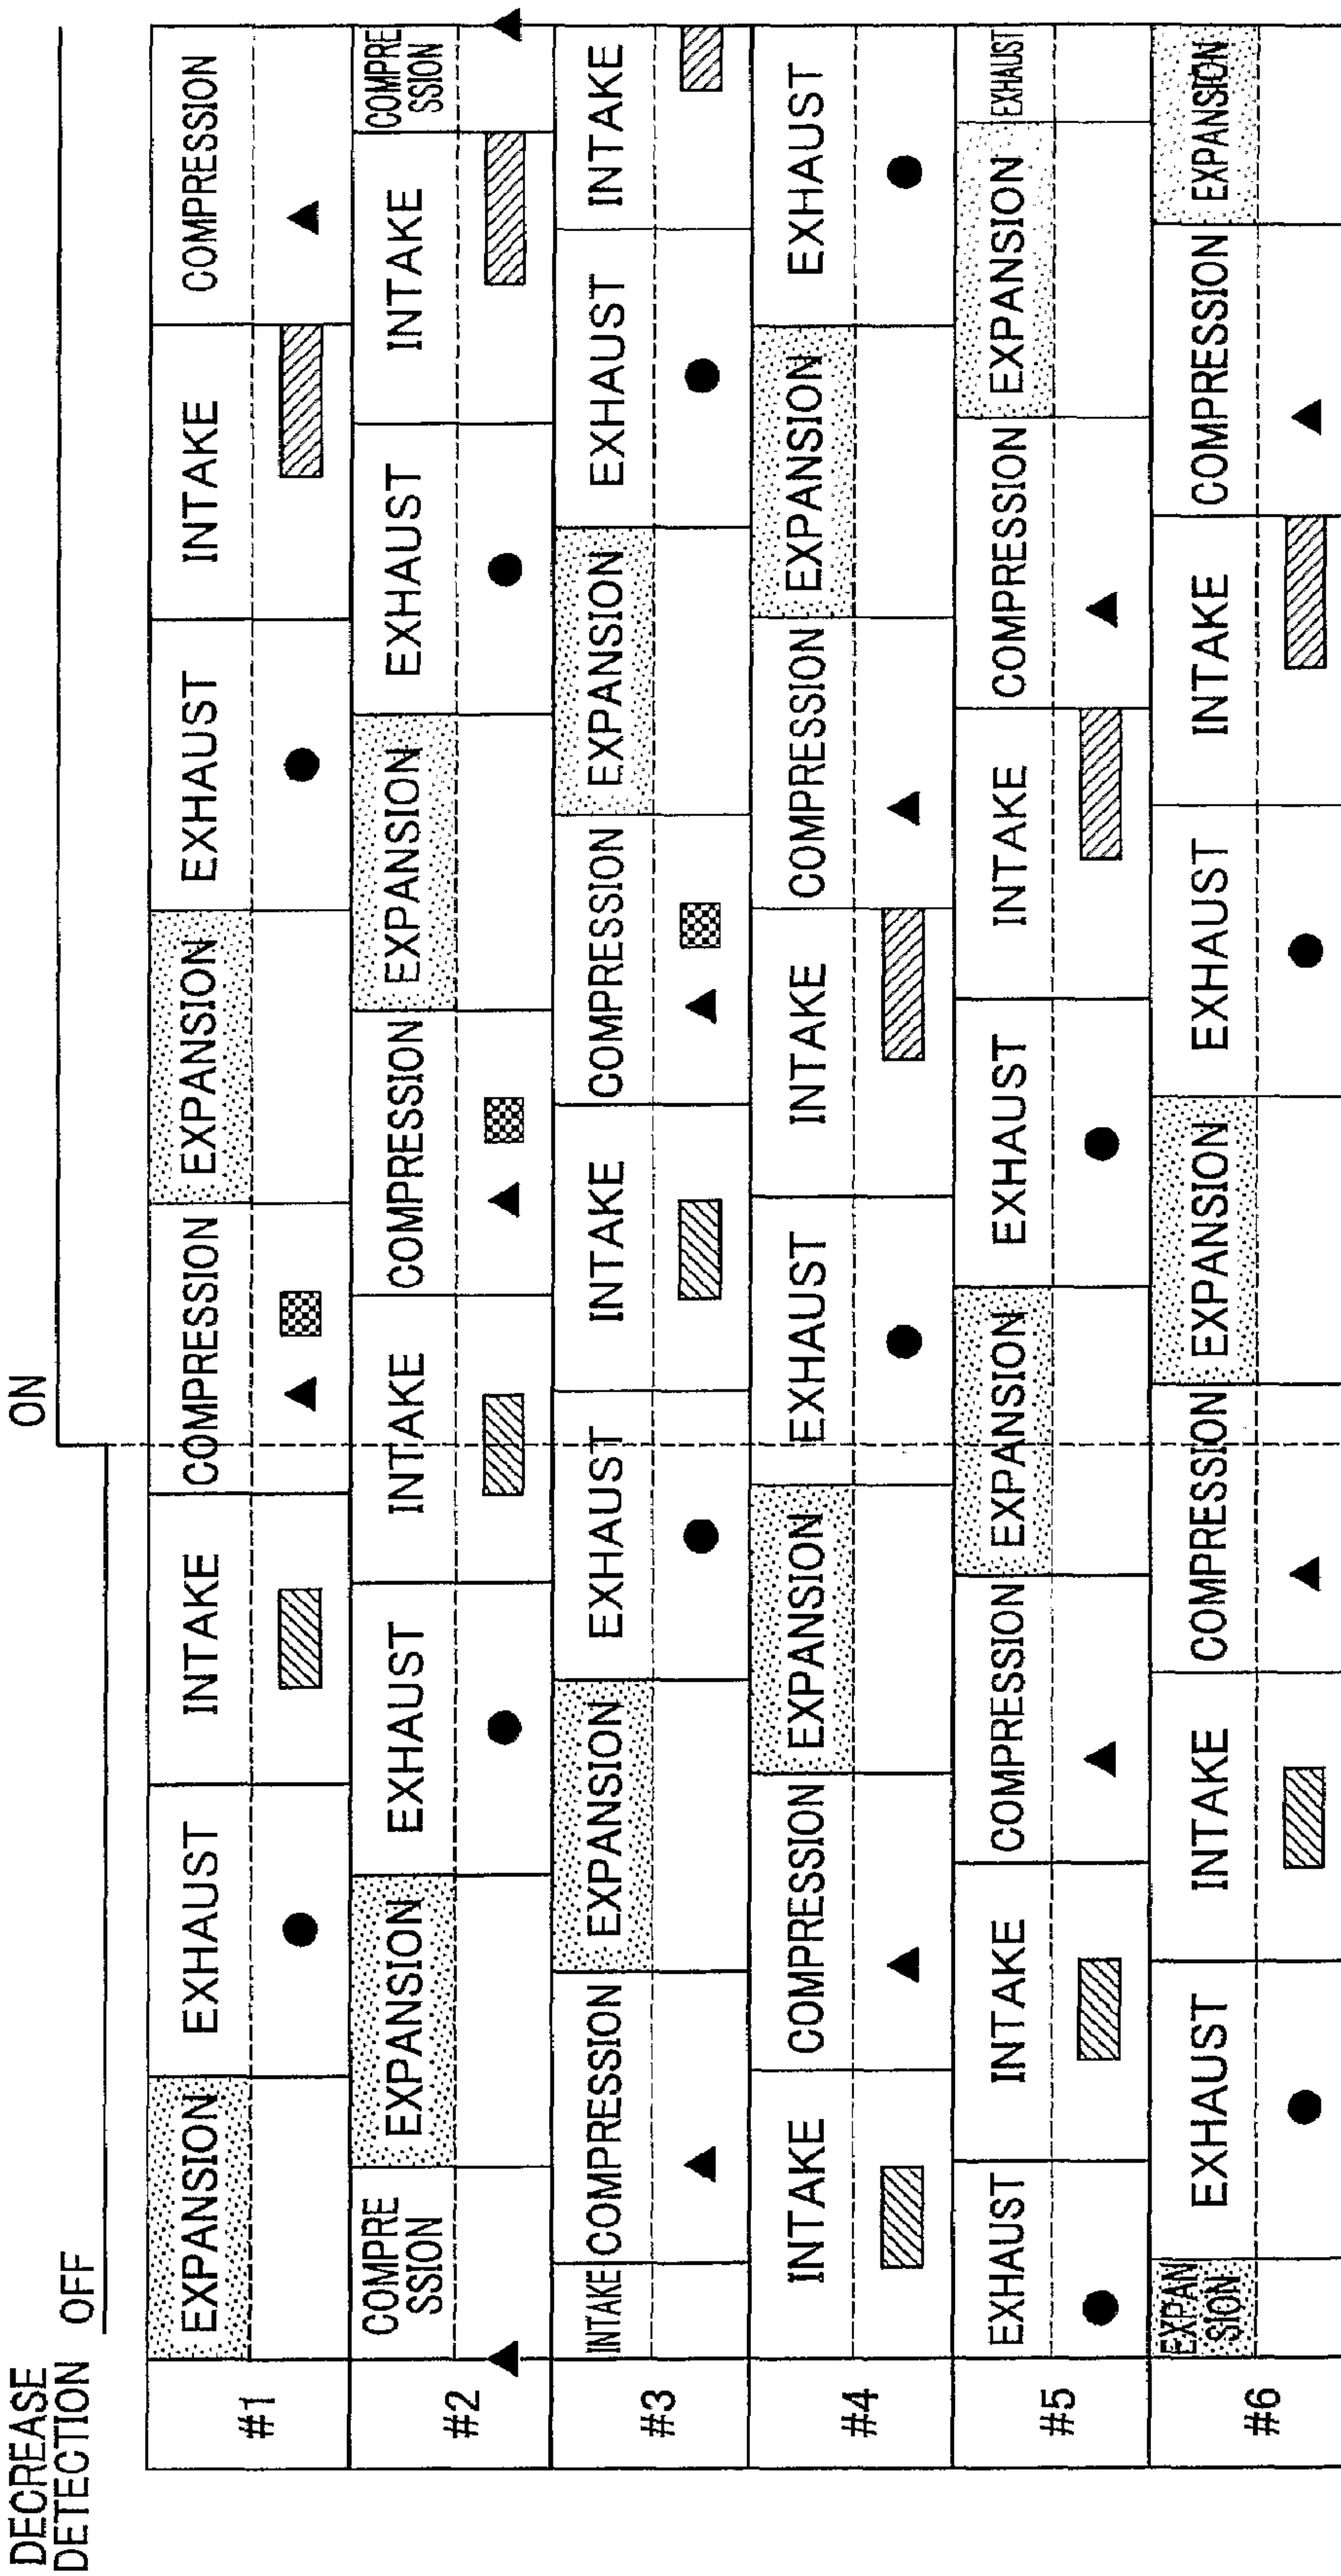 DECREASE
DETECTION
OFF
ON
#1
EXPANSION
EXHAUST
INTAKE
COMPRESSION
EXPANSION
EXHAUST
INTAKE
COMPRESSION
#2
COMPRE
SSION
EXPANSION
EXHAUST
INTAKE
COMPRESSION
EXPANSION
EXHAUST
INTAKE
COMPRE
SSION
#3
INTAKE
COMPRESSION
EXPANSION
EXHAUST
INTAKE
COMPRESSION
EXPANSION
EXHAUST
INTAKE
#4
INTAKE
COMPRESSION
EXPANSION
EXHAUST
INTAKE
COMPRESSION
EXPANSION
EXHAUST
#5
EXHAUST
INTAKE
COMPRESSION
EXPANSION
EXHAUST
INTAKE
COMPRESSION
EXPANSION
EXHAUST
#6
EXPAN
SION
EXHAUST
INTAKE
COMPRESSION
EXPANSION
EXHAUST
INTAKE
COMPRESSION
EXPANSION